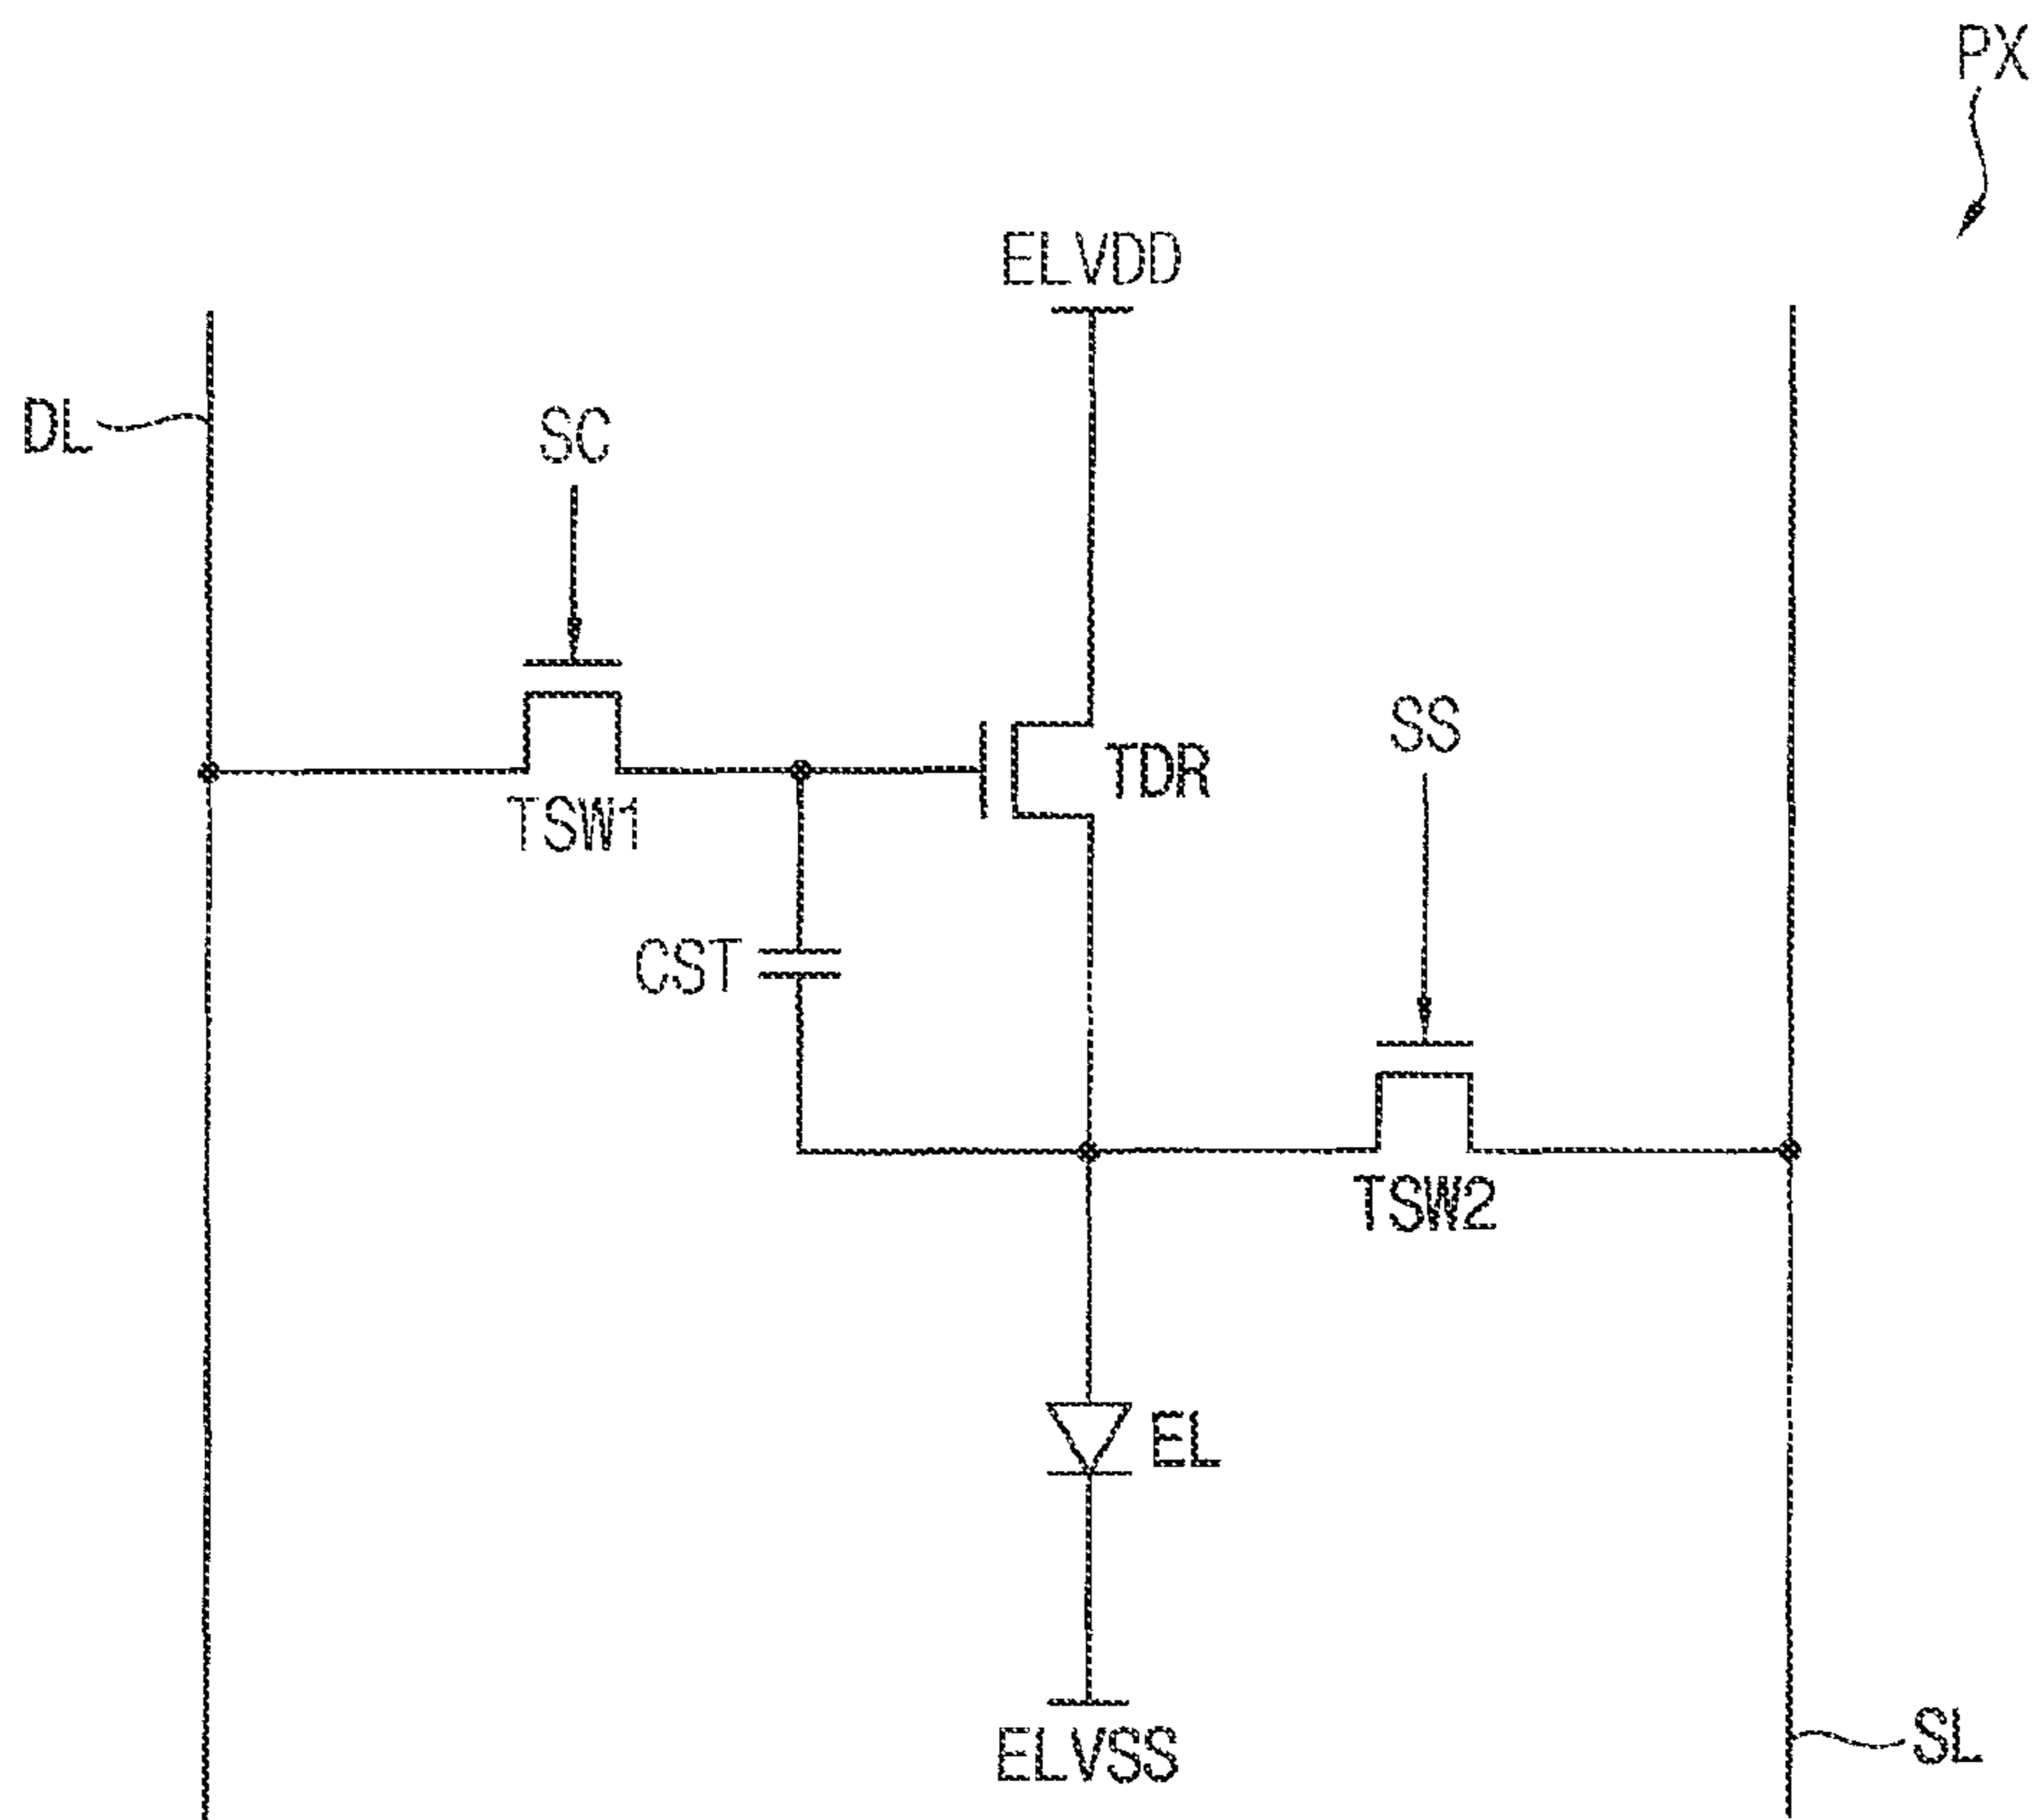 PX
ELVDD
DL
SC
SS
TDR
TSW1
CST
TSW2
EL
ELVSS
SL